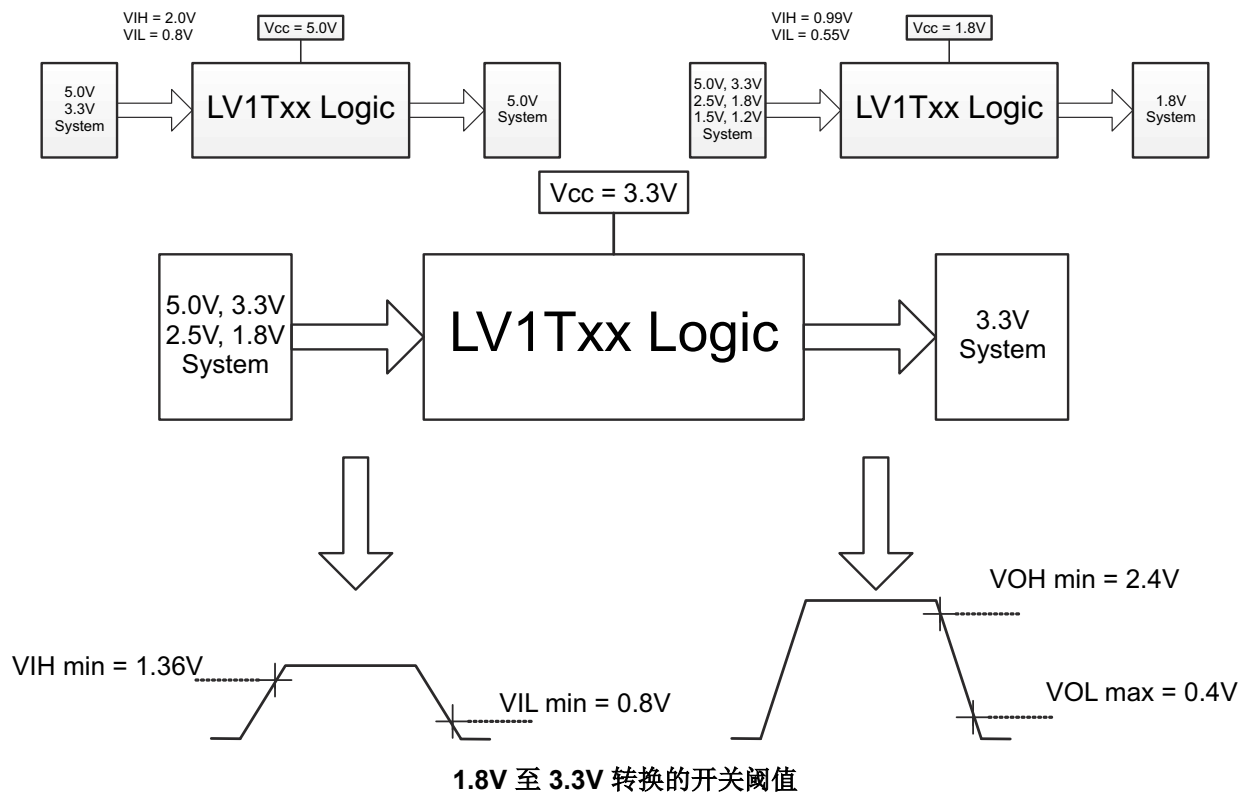 VIH = 2.0V
VIL = 0.8V
Vcc = 5.0V
5.0V
3.3V
System
LV1Txx Logic
5.0V
System
VIH = 0.99V
VIL = 0.55V
Vcc = 1.8V
5.0V, 3.3V
2.5V, 1.8V
1.5V, 1.2V
System
LV1Txx Logic
1.8V
System
Vcc = 3.3V
5.0V, 3.3V
2.5V, 1.8V
System
LV1Txx Logic
3.3V
System
VIH min = 1.36V
VIL min = 0.8V
VOH min = 2.4V
VOL max = 0.4V
1.8V 至 3.3V 转换的开关阈值